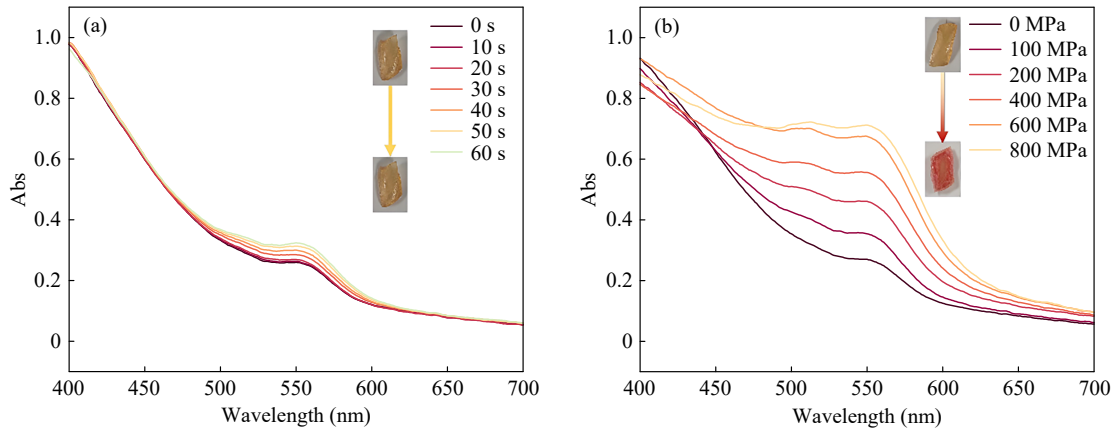 (a)
0 s
10 s
20 s
30 s
40 s
50 s
60 s
1.0
0.8
0.6
0.4
0.2
0
Abs
400
450
500
550
600
650
700
Wavelength (nm)
(b)
0 MPa
100 MPa
200 MPa
400 MPa
600 MPa
800 MPa
1.0
0.8
0.6
0.4
0.2
0
Abs
400
450
500
550
600
650
700
Wavelength (nm)